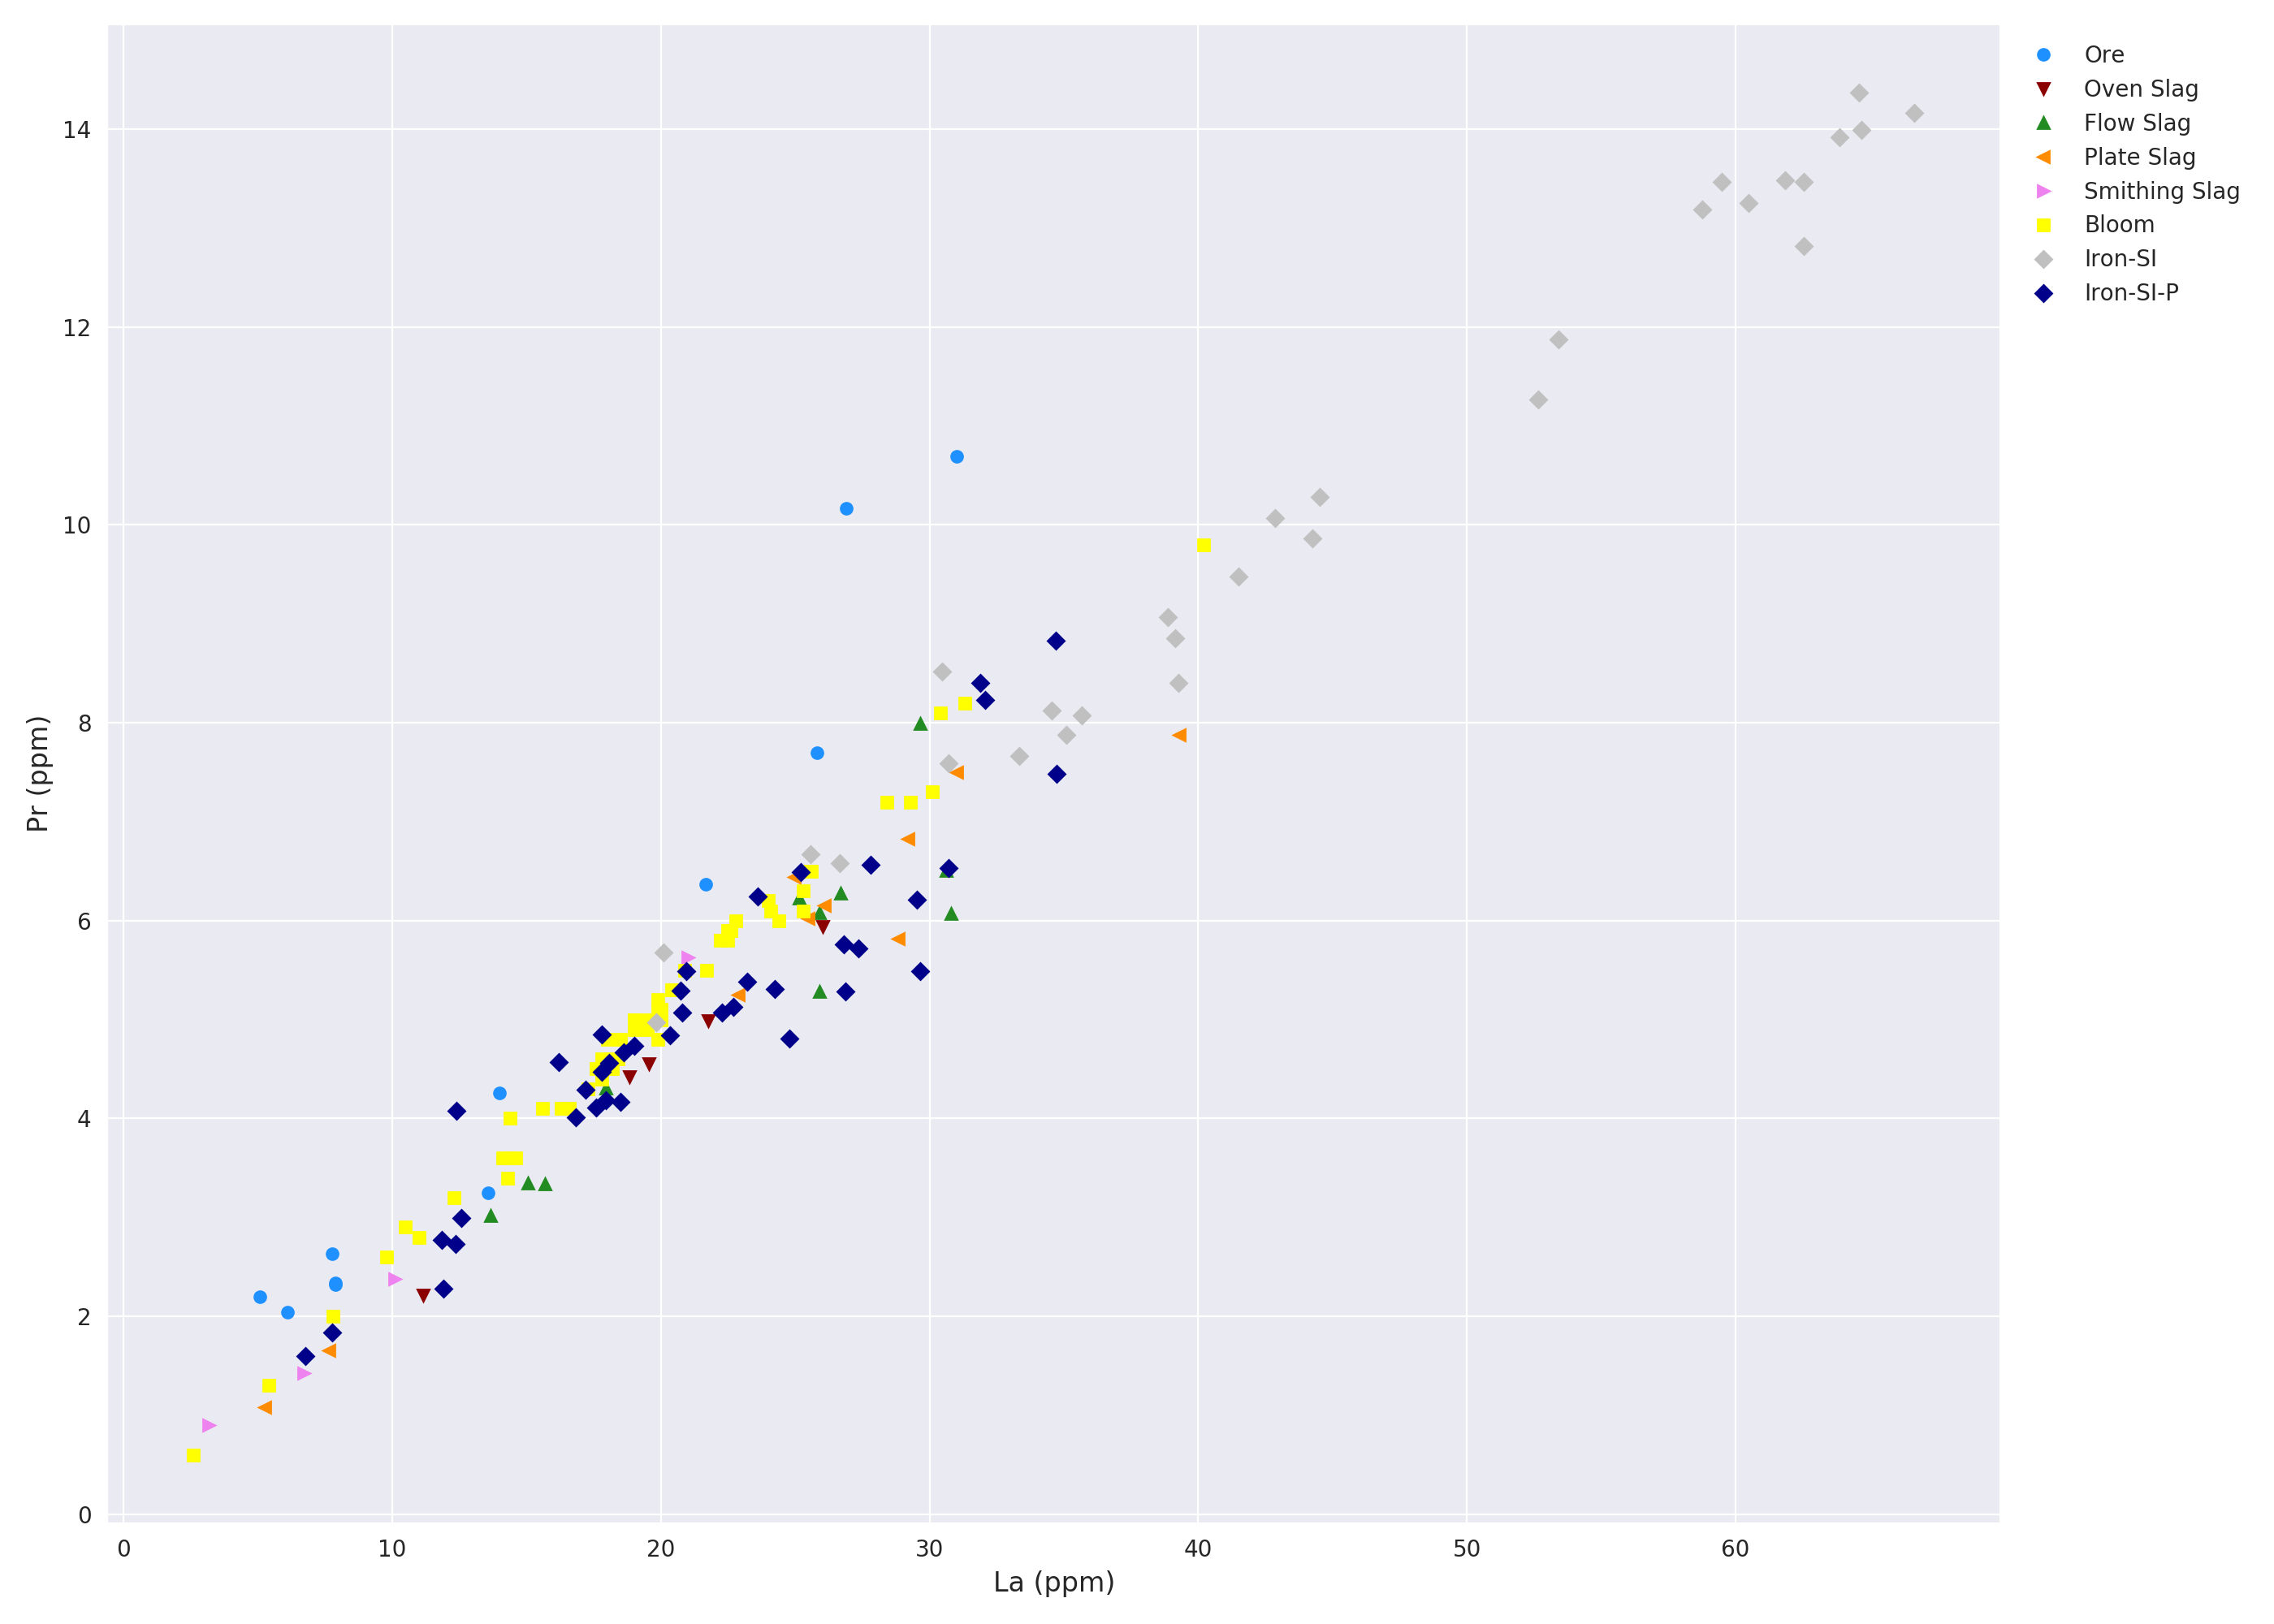 Ore
Oven Slag
Flow Slag
Plate Slag
Smithing Slag
Bloom
Iron-SI
Iron-SI-P
14
12
10
8
6
4
2
0
Pr (ppm)
0 10 20 30 40 50 60
La (ppm)